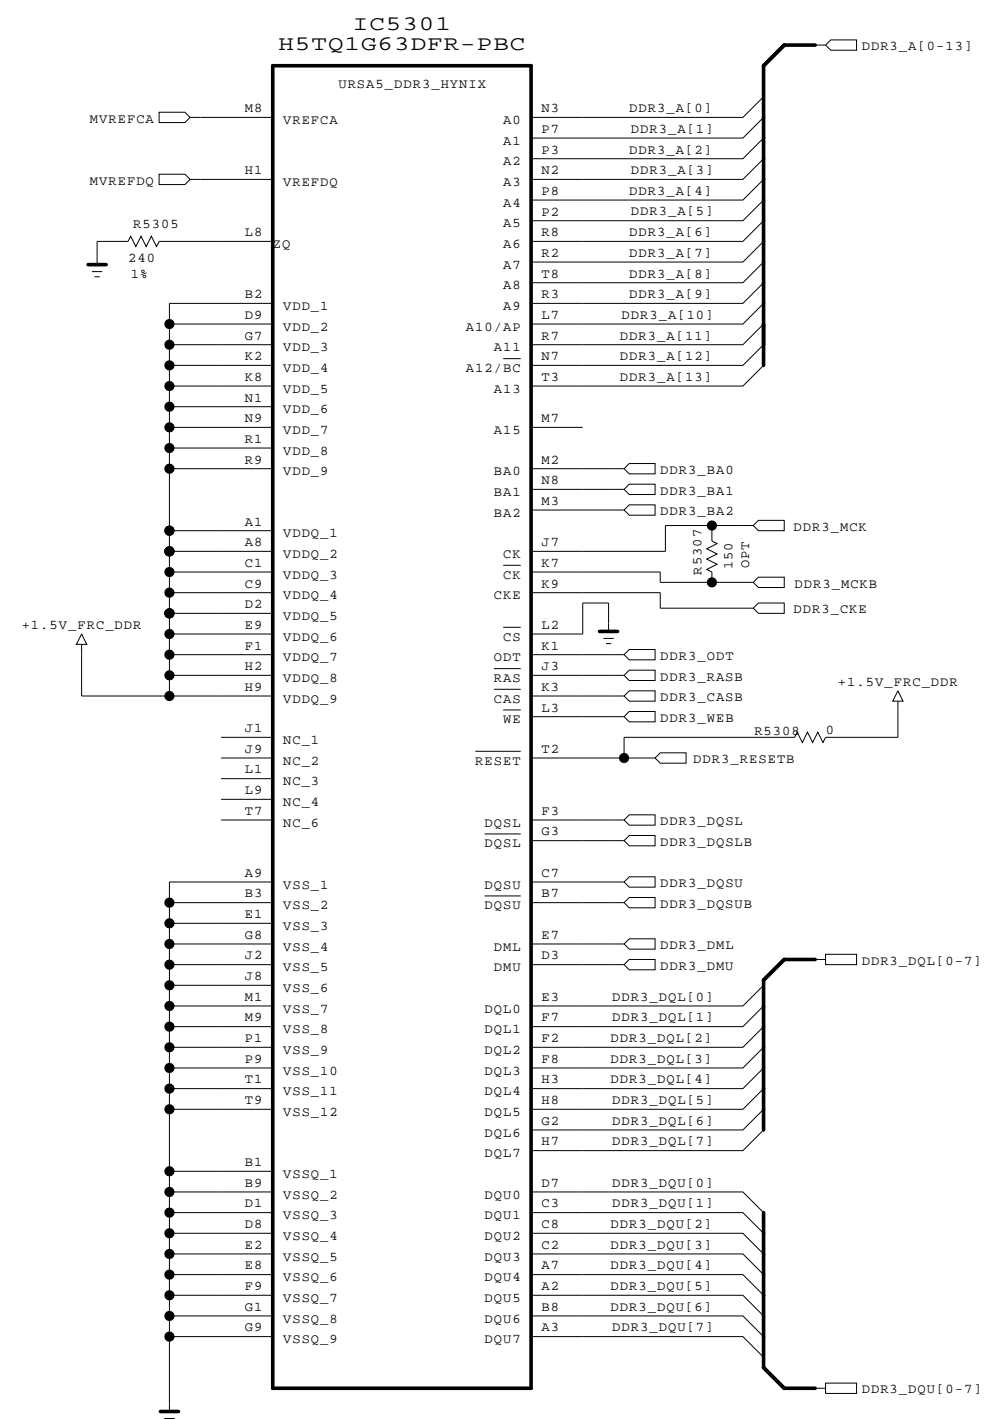 IC5301
H5TQ1G63DFR-PBC
URSA5_DDR3_HYNIX
MVREFCA M8 VREFCA
MVREFDQ H1 VREFDQ
R5305 L8 ZQ
240
1%
B2 VDD_1
D9 VDD_2
G7 VDD_3
K2 VDD_4
K8 VDD_5
N1 VDD_6
N9 VDD_7
R1 VDD_8
R9 VDD_9
A1 VDDQ_1
A8 VDDQ_2
C1 VDDQ_3
C9 VDDQ_4
D2 VDDQ_5
E9 VDDQ_6
F1 VDDQ_7
H2 VDDQ_8
H9 VDDQ_9
+1.5V_FRC_DDR
J1 NC_1
J9 NC_2
L1 NC_3
L9 NC_4
T7 NC_6
A9 VSS_1
B3 VSS_2
E1 VSS_3
G8 VSS_4
J2 VSS_5
J8 VSS_6
M1 VSS_7
M9 VSS_8
P1 VSS_9
P9 VSS_10
T1 VSS_11
T9 VSS_12
B1 VSSQ_1
B9 VSSQ_2
D1 VSSQ_3
D8 VSSQ_4
E2 VSSQ_5
E8 VSSQ_6
F9 VSSQ_7
G1 VSSQ_8
G9 VSSQ_9
DDR3_A[0-13]
A0 N3 DDR3_A[0]
A1 P7 DDR3_A[1]
A2 P3 DDR3_A[2]
A3 N2 DDR3_A[3]
A4 P8 DDR3_A[4]
A5 P2 DDR3_A[5]
A6 R8 DDR3_A[6]
A7 R2 DDR3_A[7]
A8 T8 DDR3_A[8]
A9 R3 DDR3_A[9]
A10/AP L7 DDR3_A[10]
A11 R7 DDR3_A[11]
A12/BC N7 DDR3_A[12]
A13 T3 DDR3_A[13]
A15 M7
BA0 M2 DDR3_BA0
BA1 N8 DDR3_BA1
BA2 M3 DDR3_BA2
CK J7 DDR3_MCK
R5307
150
OPT
CK K7 DDR3_MCKB
CKE K9 DDR3_CKE
CS L2
ODT K1 DDR3_ODT
RAS J3 DDR3_RASB
CAS K3 DDR3_CASB
WE L3 DDR3_WEB
+1.5V_FRC_DDR
R5308 0
RESET T2 DDR3_RESETB
DQSL F3 DDR3_DQSL
DQSL G3 DDR3_DQSLB
DQSU C7 DDR3_DQSU
DQSU B7 DDR3_DQSUB
DML E7 DDR3_DML
DMU D3 DDR3_DMU
DDR3_DQL[0-7]
DQL0 E3 DDR3_DQL[0]
DQL1 F7 DDR3_DQL[1]
DQL2 F2 DDR3_DQL[2]
DQL3 F8 DDR3_DQL[3]
DQL4 H3 DDR3_DQL[4]
DQL5 H8 DDR3_DQL[5]
DQL6 G2 DDR3_DQL[6]
DQL7 H7 DDR3_DQL[7]
DQU0 D7 DDR3_DQU[0]
DQU1 C3 DDR3_DQU[1]
DQU2 C8 DDR3_DQU[2]
DQU3 C2 DDR3_DQU[3]
DQU4 A7 DDR3_DQU[4]
DQU5 A2 DDR3_DQU[5]
DQU6 B8 DDR3_DQU[6]
DQU7 A3 DDR3_DQU[7]
DDR3_DQU[0-7]